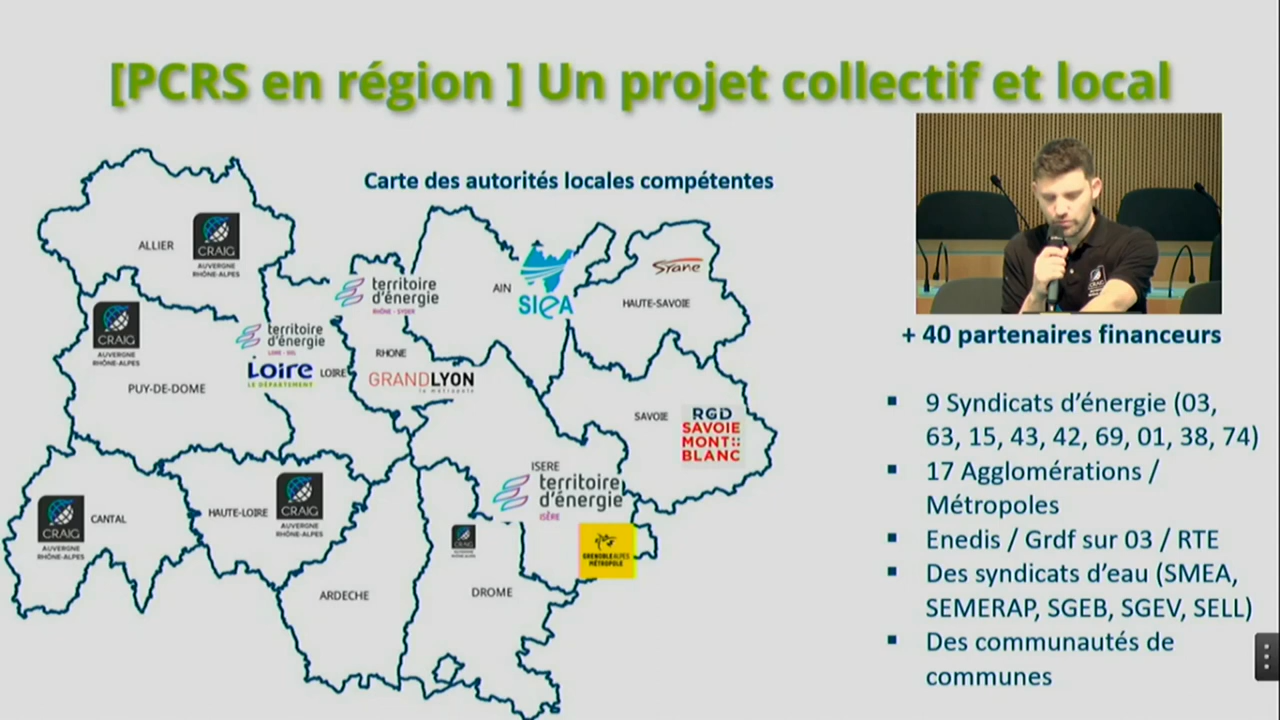 [PCRS en région ] Un projet collectif et local
Carte des autorités locales compétentes
ALLIER
CRAIG
AUVERGNE
RHÔNE-ALPES
CRAIG
AUVERGNE
RHÔNE-ALPES
PUY-DE-DOME
territoire
d'énergie
LOIRE
Loire
LE DÉPARTEMENT
LOIRE
territoire
d'énergie
RHÔNE - SYDER
RHONE
GRANDLYON
la métropole
AIN
SIEA
Syane
HAUTE-SAVOIE
SAVOIE
RGD
SAVOIE
MONT
BLANC
ISERE
territoire
d'énergie
ISÈRE
GRENOBLE ALPES
MÉTROPOLE
CRAIG
AUVERGNE
RHÔNE-ALPES
CANTAL
HAUTE-LOIRE
CRAIG
AUVERGNE
RHÔNE-ALPES
ARDECHE
CRAIG
DROME
CRAIG
+ 40 partenaires financeurs
▪ 9 Syndicats d'énergie (03,
63, 15, 43, 42, 69, 01, 38, 74)
▪ 17 Agglomérations /
Métropoles
▪ Enedis / Grdf sur 03 / RTE
▪ Des syndicats d'eau (SMEA,
SEMERAP, SGEB, SGEV, SELL)
▪ Des communautés de
communes